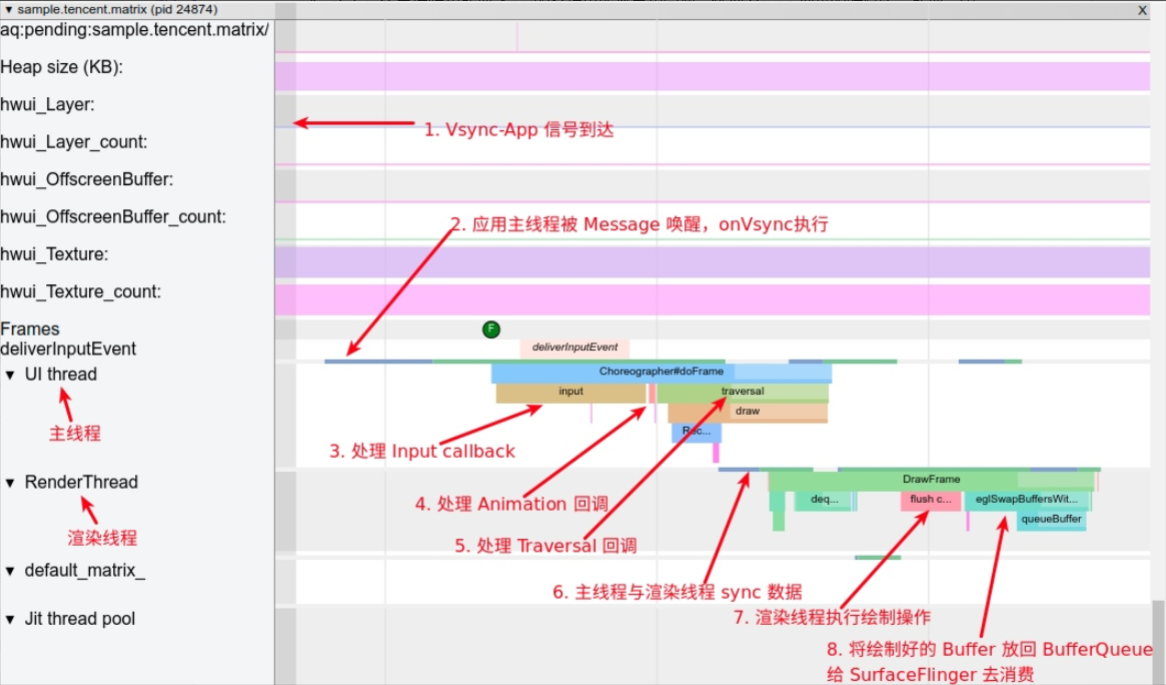 ▼ sample.tencent.matrix (pid 24874) X
aq:pending:sample.tencent.matrix/
Heap size (KB):
hwui_Layer:
1. Vsync-App 信号到达
hwui_Layer_count:
hwui_OffscreenBuffer:
hwui_OffscreenBuffer_count:
2. 应用主线程被 Message 唤醒，onVsync执行
hwui_Texture:
hwui_Texture_count:
Frames
F
deliverInputEvent
deliverInputEvent
▼ UI thread
Choreographer#doFrame
input
traversal
draw
Rec...
主线程
3. 处理 Input callback
▼ RenderThread
DrawFrame
deq...
flush c...
eglSwapBuffersWit...
queueBuffer
4. 处理 Animation 回调
渲染线程
5. 处理 Traversal 回调
▼ default_matrix_
6. 主线程与渲染线程 sync 数据
▼ Jit thread pool
7. 渲染线程执行绘制操作
8. 将绘制好的 Buffer 放回 BufferQueue
给 SurfaceFlinger 去消费